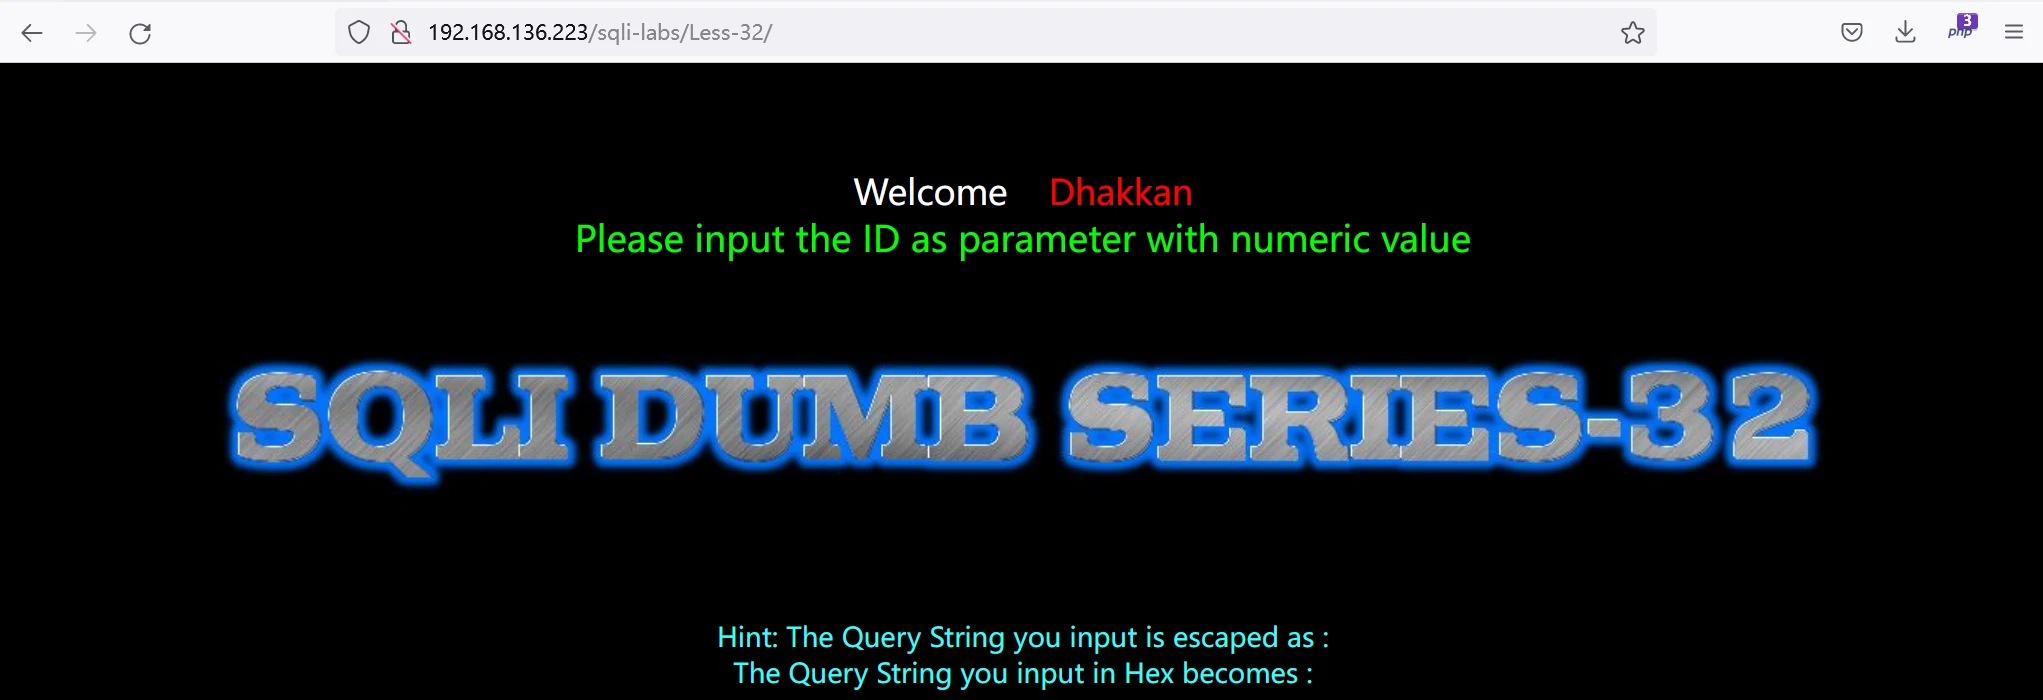 192.168.136.223/sqli-labs/Less-32/
3
php
Welcome Dhakkan
Please input the ID as parameter with numeric value
SQLI DUMB SERIES-32
Hint: The Query String you input is escaped as :
The Query String you input in Hex becomes :